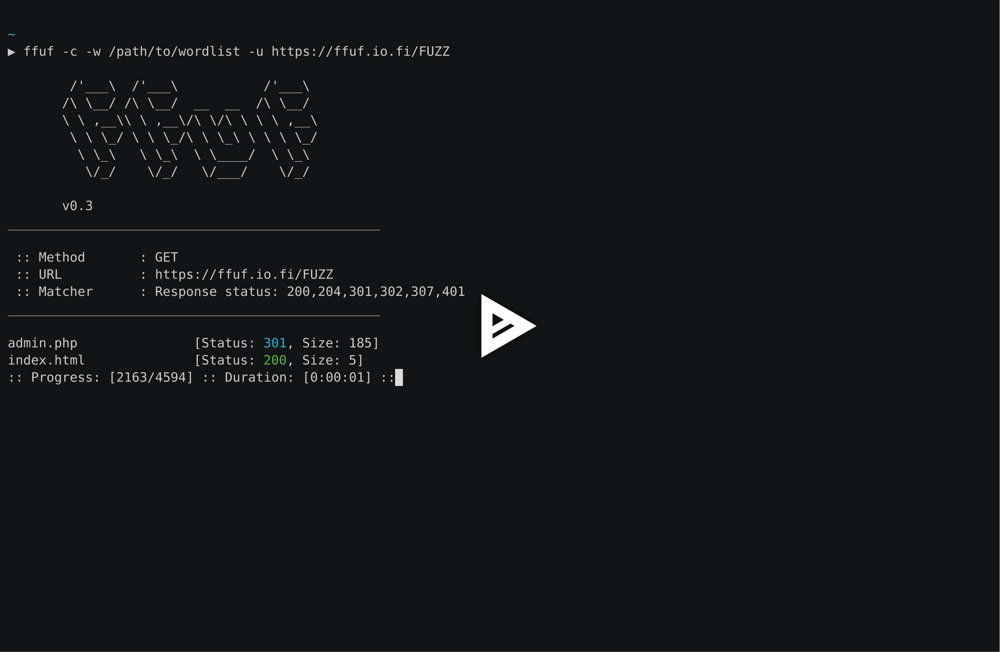 ~
▶ ffuf -c -w /path/to/wordlist -u https://ffuf.io.fi/FUZZ
        /'___\  /'___\           /'___\
       /\ \__/ /\ \__/  __  __  /\ \__/
       \ \ ,__\\ \ ,__\/\ \/\ \ \ \ ,__\
        \ \ \_/ \ \ \_/\ \ \_\ \ \ \ \_/
         \ \_\   \ \_\  \ \____/  \ \_\
          \/_/    \/_/   \/___/    \/_/
       v0.3
________________________________________________
 :: Method       : GET
 :: URL          : https://ffuf.io.fi/FUZZ
 :: Matcher      : Response status: 200,204,301,302,307,401
________________________________________________
admin.php               [Status: 301, Size: 185]
index.html              [Status: 200, Size: 5]
:: Progress: [2163/4594] :: Duration: [0:00:01] ::